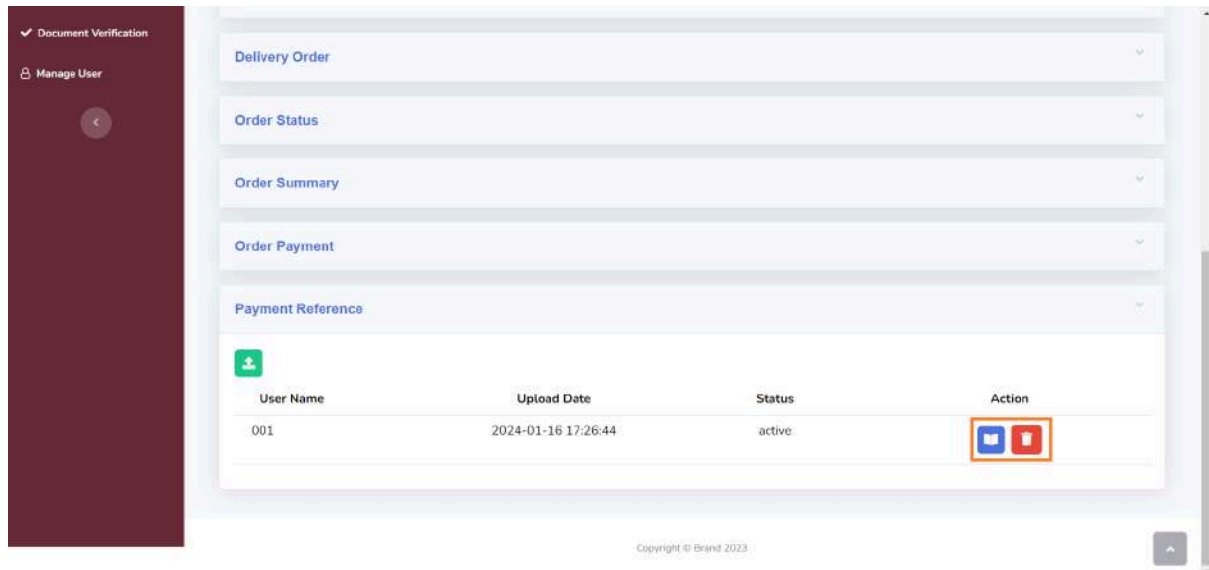 Document Verification
Manage User
Delivery Order
Order Status
Order Summary
Order Payment
Payment Reference
User Name Upload Date Status Action
001 2024-01-16 17:26:44 active
Copyright © Brand 2023